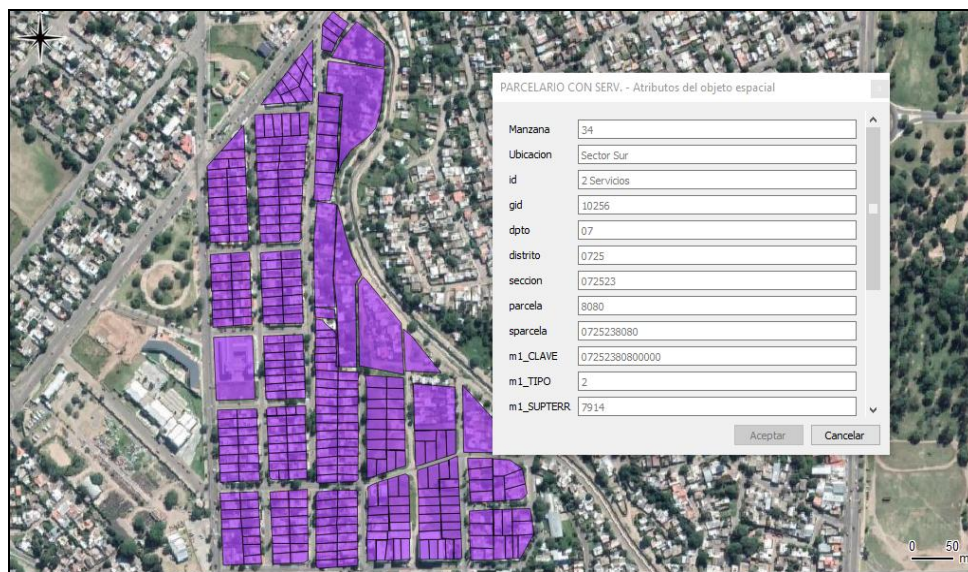 PARCELARIO CON SERV. - Atributos del objeto espacial
Manzana 34
Ubicacion Sector Sur
id 2 Servicios
gid 10256
dpto 07
distrito 0725
seccion 072523
parcela 8080
sparcela 0725238080
m1_CLAVE 07252380800000
m1_TIPO 2
m1_SUPTERR 7914
Aceptar Cancelar
0 50 m